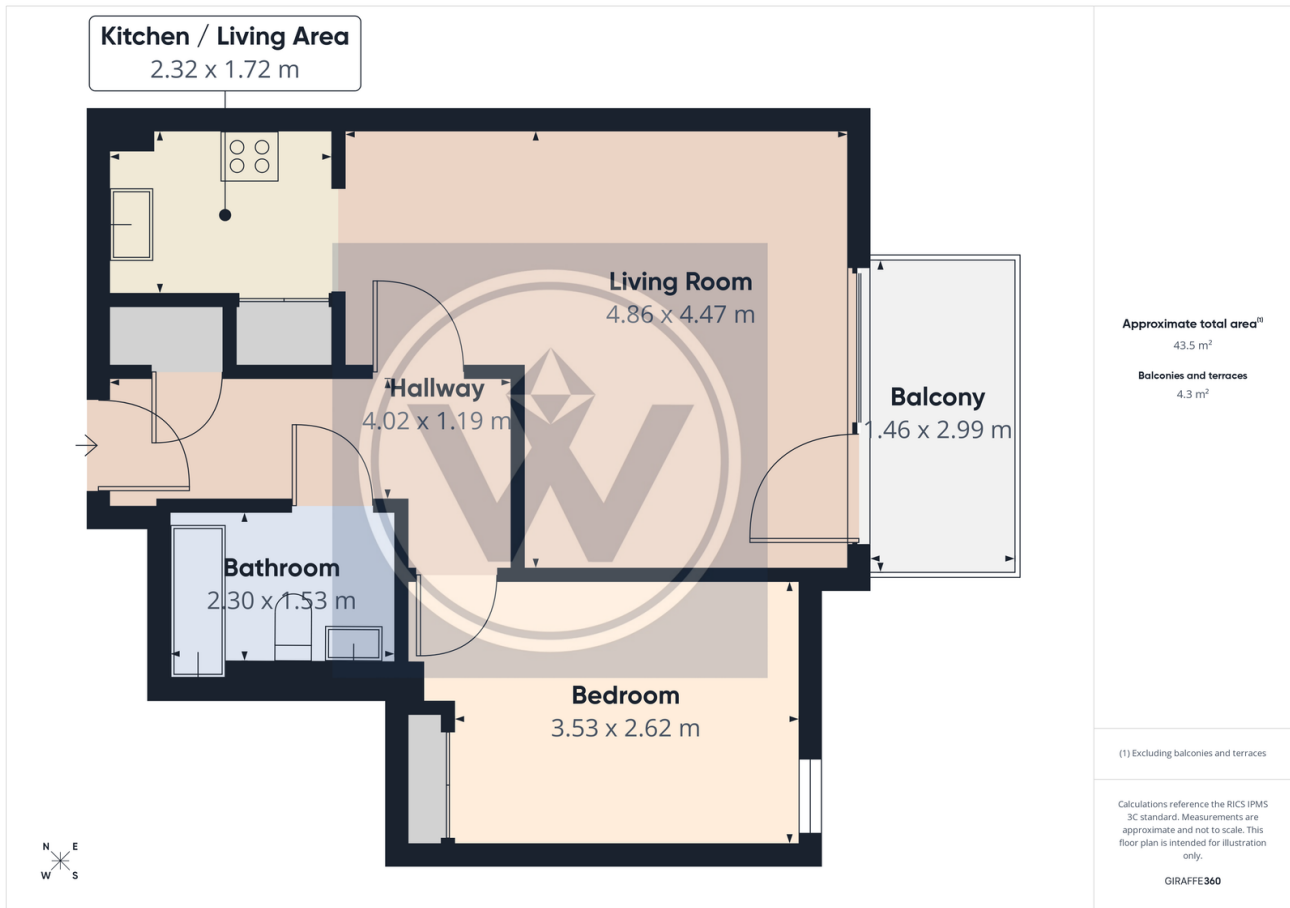 Kitchen / Living Area
2.32 x 1.72 m
Living Room
4.86 x 4.47 m
Hallway
4.02 x 1.19 m
Balcony
1.46 x 2.99 m
Bathroom
2.30 x 1.53 m
Bedroom
3.53 x 2.62 m
N E
W S
W
Approximate total area(1)
43.5 m²
Balconies and terraces
4.3 m²
(1) Excluding balconies and terraces
Calculations reference the RICS IPMS
3C standard. Measurements are
approximate and not to scale. This
floor plan is intended for illustration
only.
GIRAFFE360